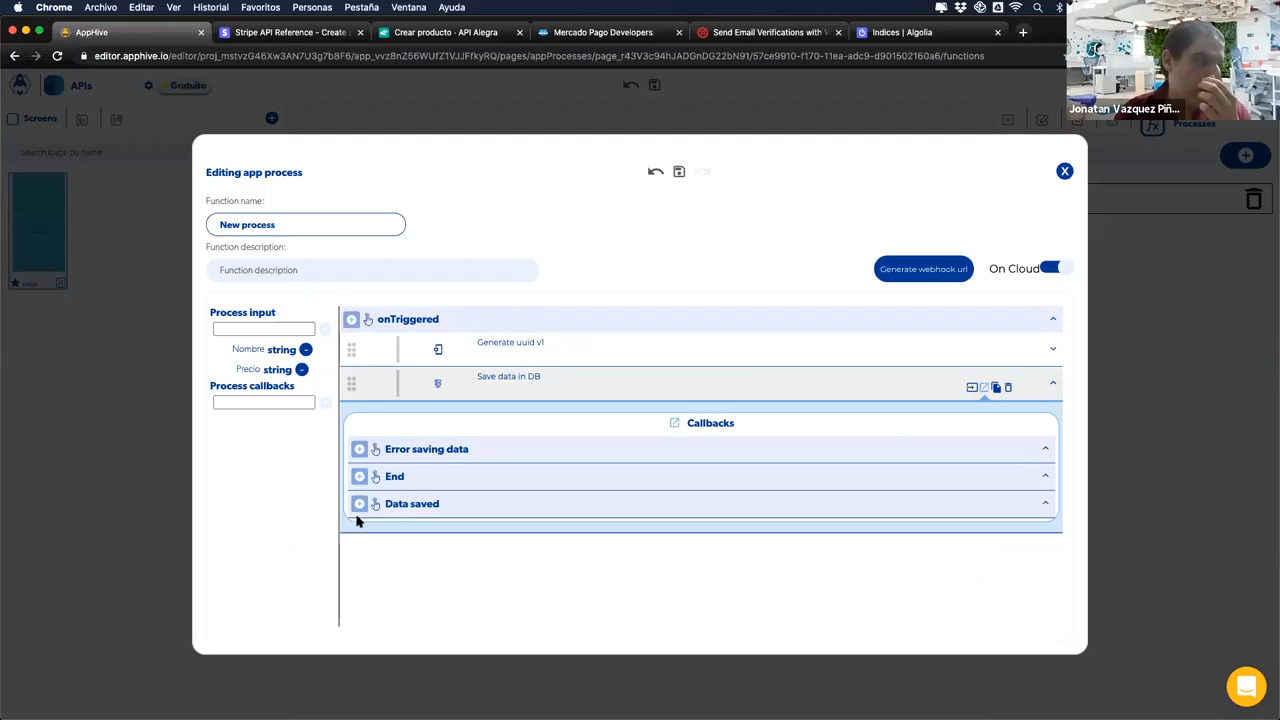 Chrome Archivo Editar Ver Historial Favoritos Personas Pestaña Ventana Ayuda
AppHive
Stripe API Reference - Create
Crear producto · API Alegra
Mercado Pago Developers
Send Email Verifications with
Indices | Algolia
editor.apphive.io/editor/proj_mstvzG46Xw3AN7U3g7b8F6/app_vvz8nZ56WUfZ1VJJFfkyRQ/pages/appProcesses/page_r43V3c94hJADGnDG22bN91/57ce9910-f170-11ea-adc9-d901502160a6/functions
Jonatan Vazquez Piñ...
APIs
Gratuito
Screens
Processes
Search page by name
page
Editing app process
X
Function name:
New process
Function description:
Function description
Generate webhook url
On Cloud
Process input
Nombre string
Precio string
Process callbacks
onTriggered
Generate uuid v1
Save data in DB
Callbacks
Error saving data
End
Data saved